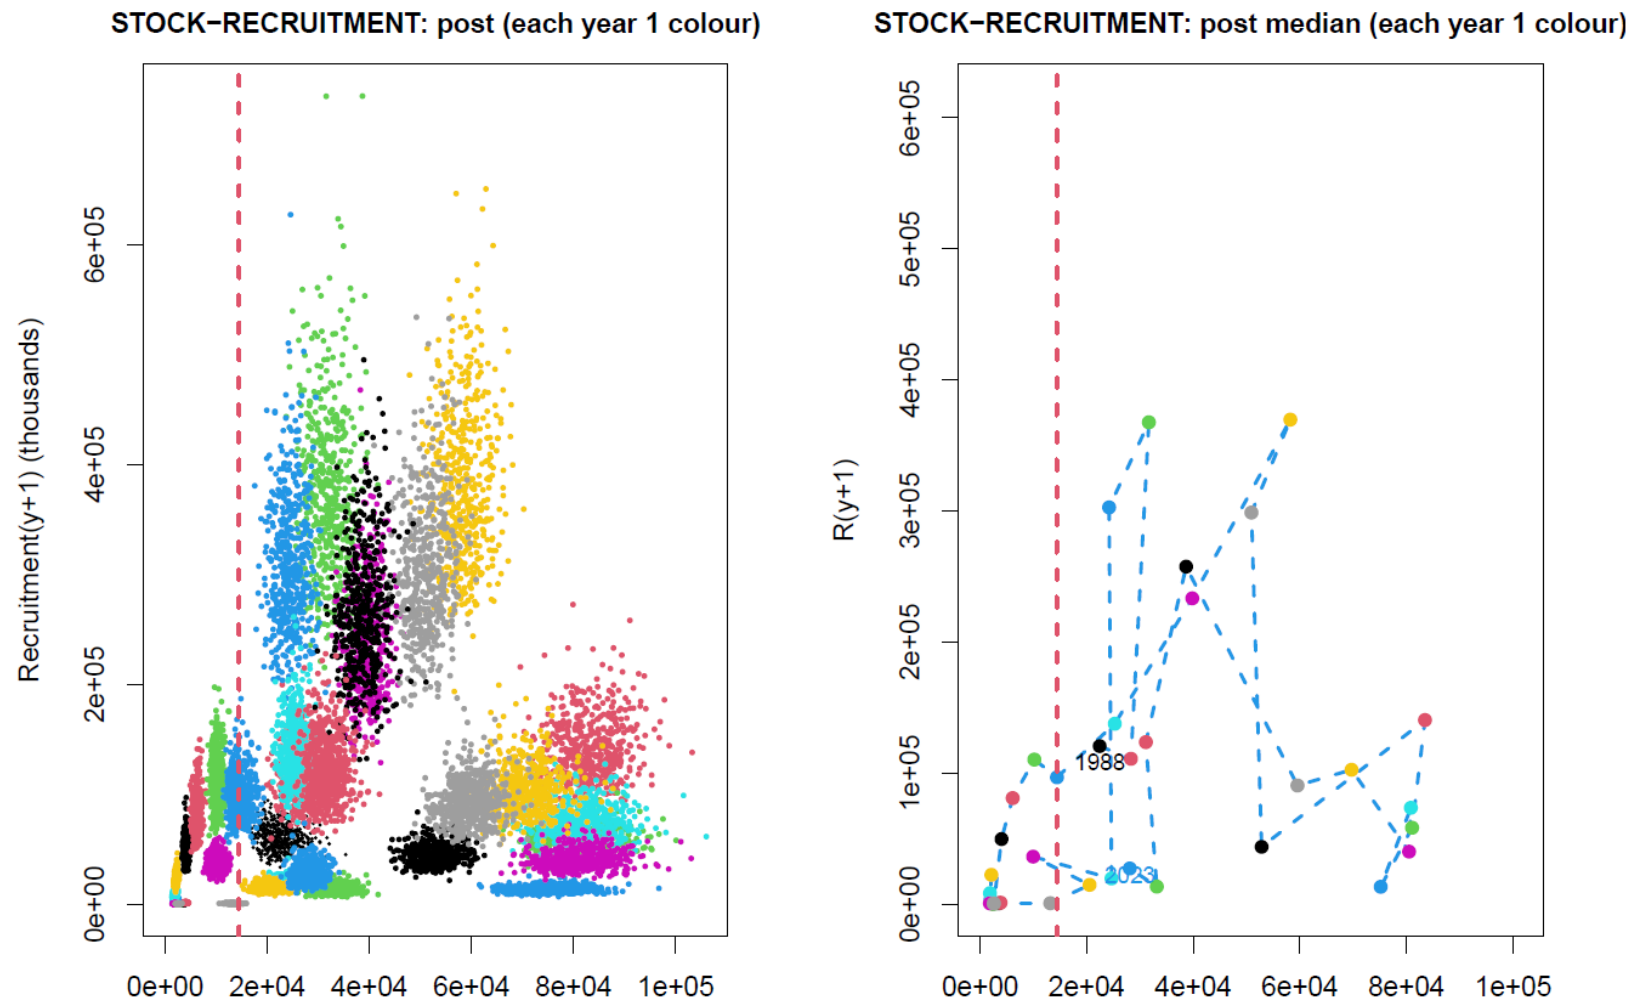 STOCK−RECRUITMENT: post (each year 1 colour)
Recruitment(y+1) (thousands)
6e+05
4e+05
2e+05
0e+00
0e+00 2e+04 4e+04 6e+04 8e+04 1e+05
STOCK−RECRUITMENT: post median (each year 1 colour)
R(y+1)
6e+05
5e+05
4e+05
3e+05
2e+05
1e+05
0e+00
1988
2023
0e+00 2e+04 4e+04 6e+04 8e+04 1e+05